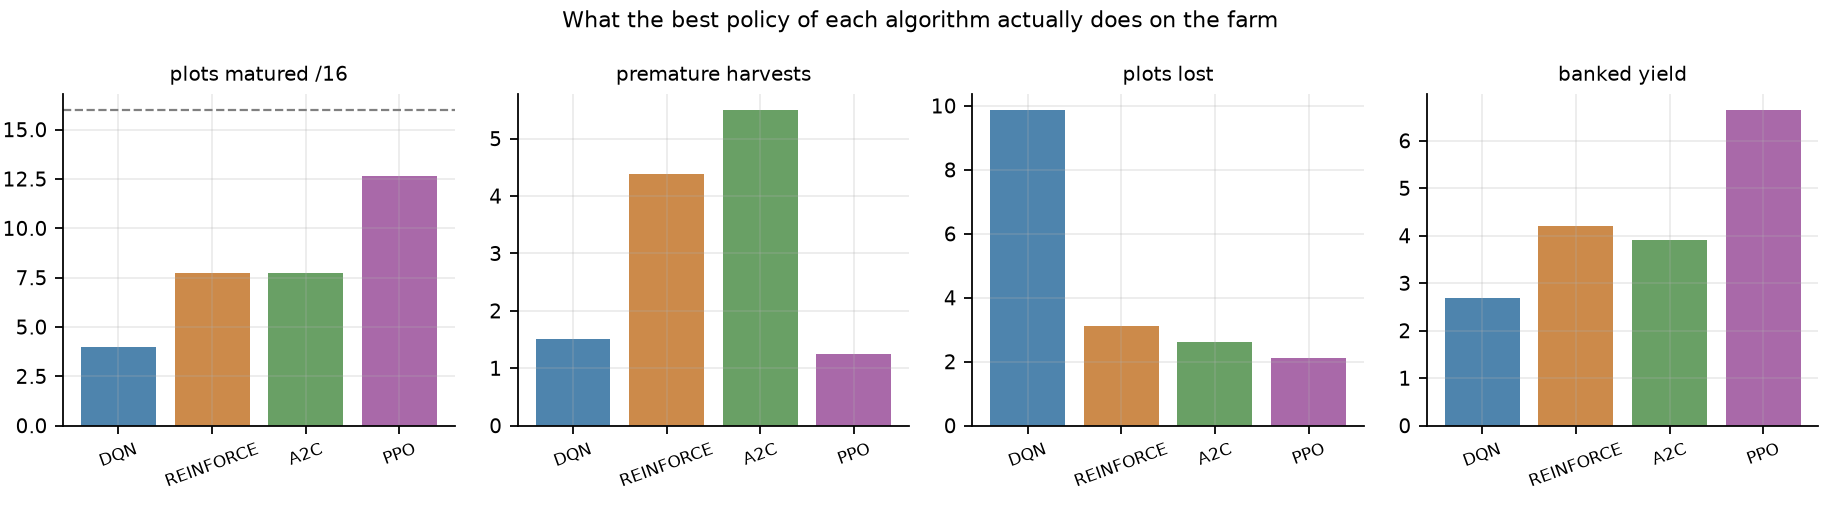 What the best policy of each algorithm actually does on the farm
plots matured /16
15.0
12.5
10.0
7.5
5.0
2.5
0.0
DQN
REINFORCE
A2C
PPO
premature harvests
5
4
3
2
1
0
DQN
REINFORCE
A2C
PPO
plots lost
10
8
6
4
2
0
DQN
REINFORCE
A2C
PPO
banked yield
6
5
4
3
2
1
0
DQN
REINFORCE
A2C
PPO